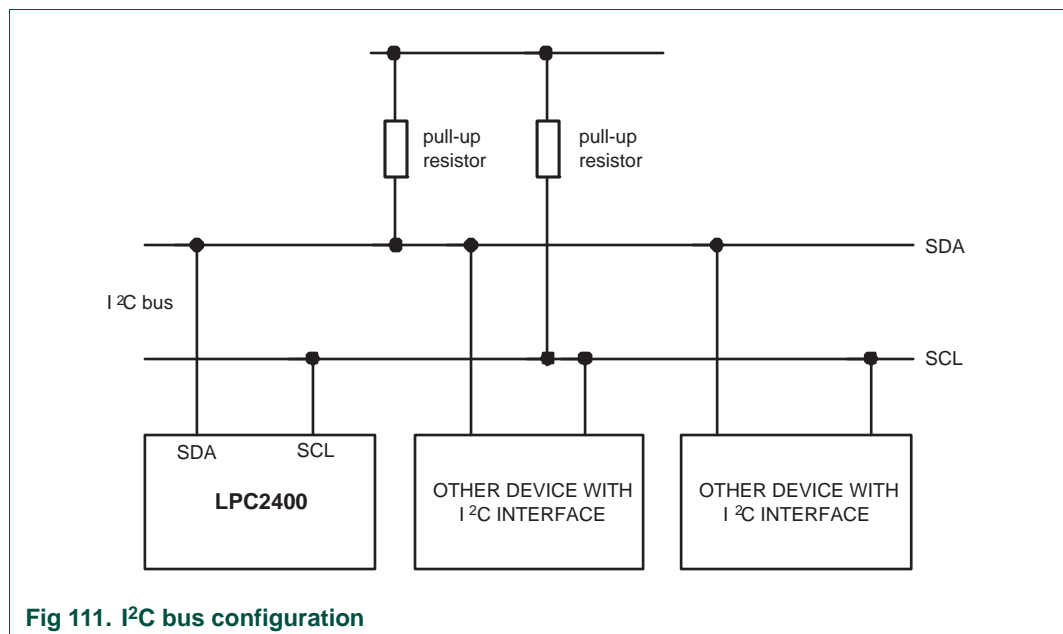 pull-up
resistor
pull-up
resistor
SDA
I 2C bus
SCL
SDA
SCL
LPC2400
OTHER DEVICE WITH
I 2C INTERFACE
OTHER DEVICE WITH
I 2C INTERFACE
Fig 111. I2C bus configuration